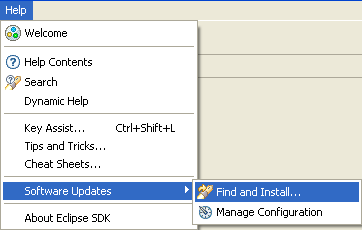 Help
Welcome
Help Contents
Search
Dynamic Help
Key Assist... Ctrl+Shift+L
Tips and Tricks...
Cheat Sheets...
Software Updates
Find and Install...
Manage Configuration
About Eclipse SDK